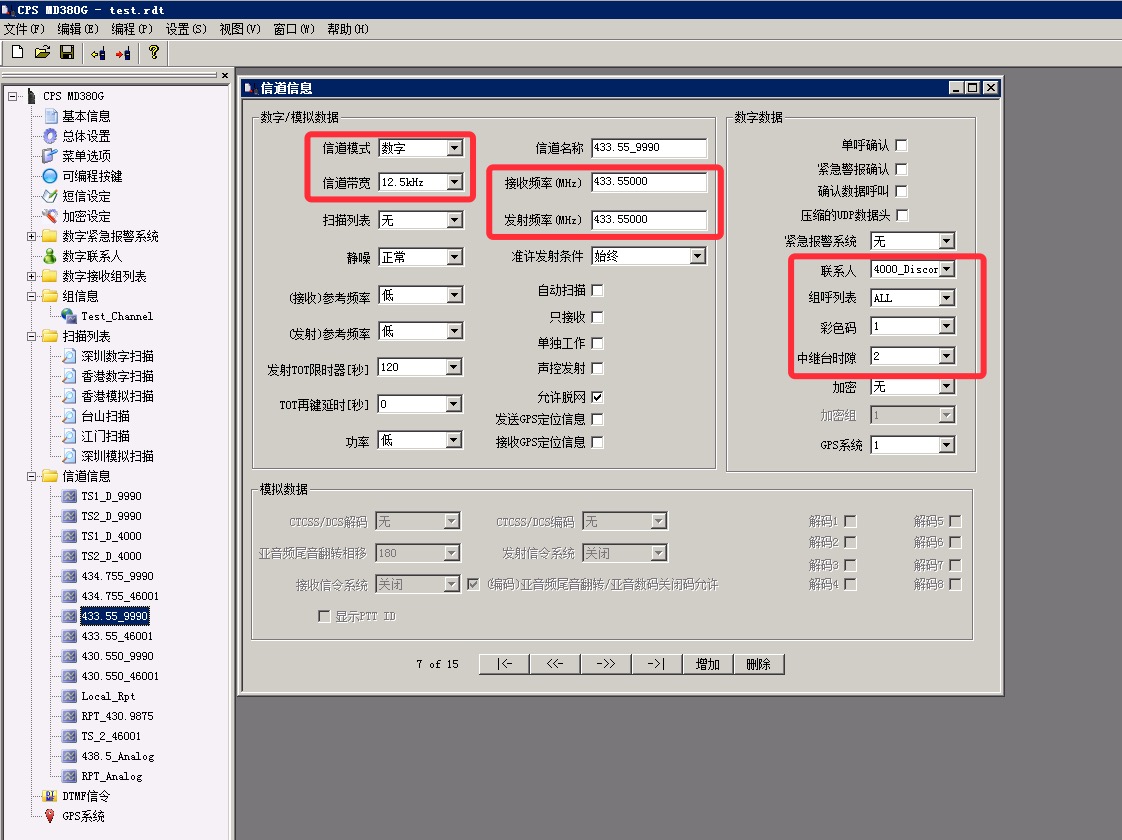 CPS MD380G - test.rdt
文件(F) 编辑(E) 编程(P) 设置(S) 视图(V) 窗口(W) 帮助(H)
CPS MD380G
基本信息
总体设置
菜单选项
可编程按键
短信设定
加密设定
数字紧急报警系统
数字联系人
数字接收组列表
组信息
Test_Channel
扫描列表
深圳数字扫描
香港数字扫描
香港模拟扫描
台山扫描
江门扫描
深圳模拟扫描
信道信息
TS1_D_9990
TS2_D_9990
TS1_D_4000
TS2_D_4000
434.755_9990
434.755_46001
433.55_9990
433.55_46001
430.550_9990
430.550_46001
Local_Rpt
RPT_430.9875
TS_2_46001
438.5_Analog
RPT_Analog
DTMF信令
GPS系统
信道信息
数字/模拟数据
信道模式 数字
信道带宽 12.5kHz
扫描列表 无
静噪 正常
(接收)参考频率 低
(发射)参考频率 低
发射TOT限时器[秒] 120
TOT再键延时[秒] 0
功率 低
信道名称 433.55_9990
接收频率(MHz) 433.55000
发射频率(MHz) 433.55000
准许发射条件 始终
自动扫描
只接收
单独工作
声控发射
允许脱网
发送GPS定位信息
接收GPS定位信息
数字数据
单呼确认
紧急警报确认
确认数据呼叫
压缩的UDP数据头
紧急报警系统 无
联系人 4000_Discor
组呼列表 ALL
彩色码 1
中继台时隙 2
加密 无
加密组 1
GPS系统 1
模拟数据
CTCSS/DCS解码 无
亚音频尾音翻转相移 180
接收信令系统 关闭
显示PTT ID
CTCSS/DCS编码 无
发射信令系统 关闭
(编码)亚音频尾音翻转/亚音数码关闭码允许
解码1 解码5
解码2 解码6
解码3 解码7
解码4 解码8
7 of 15 |<- <<- ->> ->| 增加 删除